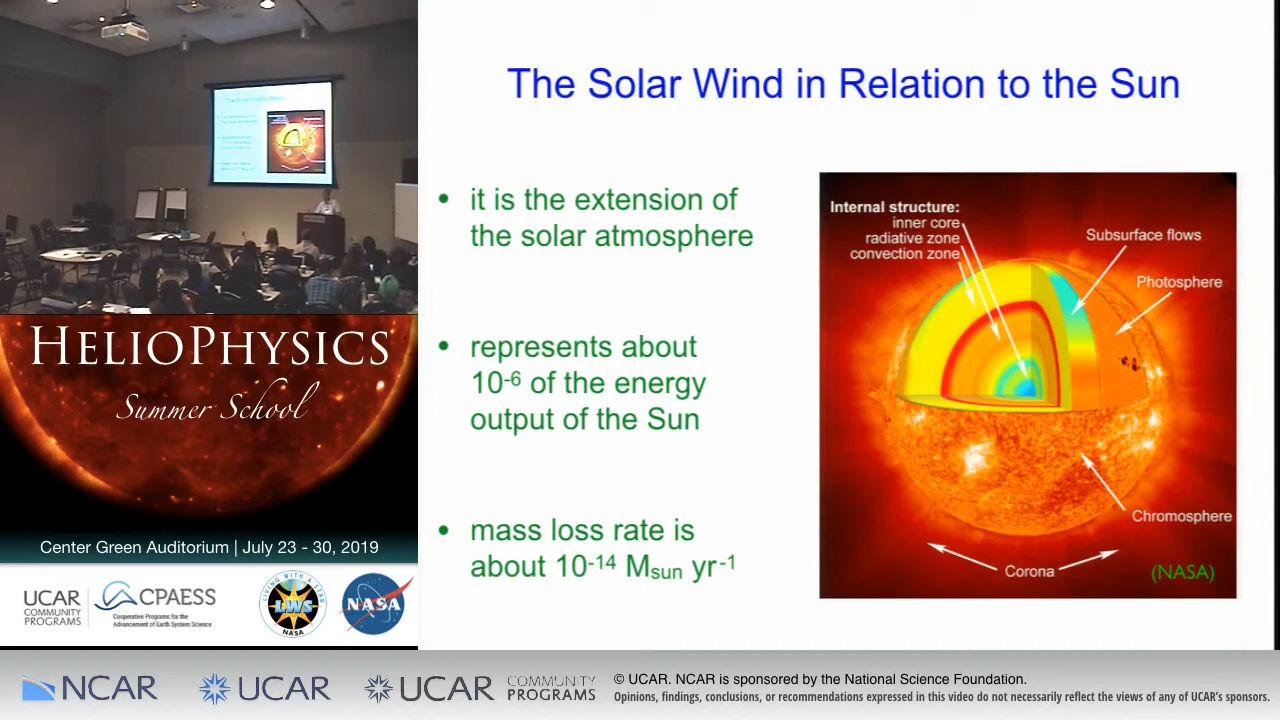 The Solar Wind in Relation to the Sun
• it is the extension of
the solar atmosphere
• represents about
10⁻⁶ of the energy
output of the Sun
• mass loss rate is
about 10⁻¹⁴ Msun yr⁻¹
Internal structure:
inner core
radiative zone
convection zone
Subsurface flows
Photosphere
Chromosphere
Corona
(NASA)
HELIOPHYSICS
Summer School
Center Green Auditorium | July 23 - 30, 2019
UCAR
COMMUNITY
PROGRAMS
CPAESS
Cooperative Programs for the
Advancement of Earth System Science
LIVING WITH A STAR
LWS
NASA
NASA
NCAR
UCAR
UCAR
COMMUNITY
PROGRAMS
© UCAR. NCAR is sponsored by the National Science Foundation.
Opinions, findings, conclusions, or recommendations expressed in this video do not necessarily reflect the views of any of UCAR's sponsors.